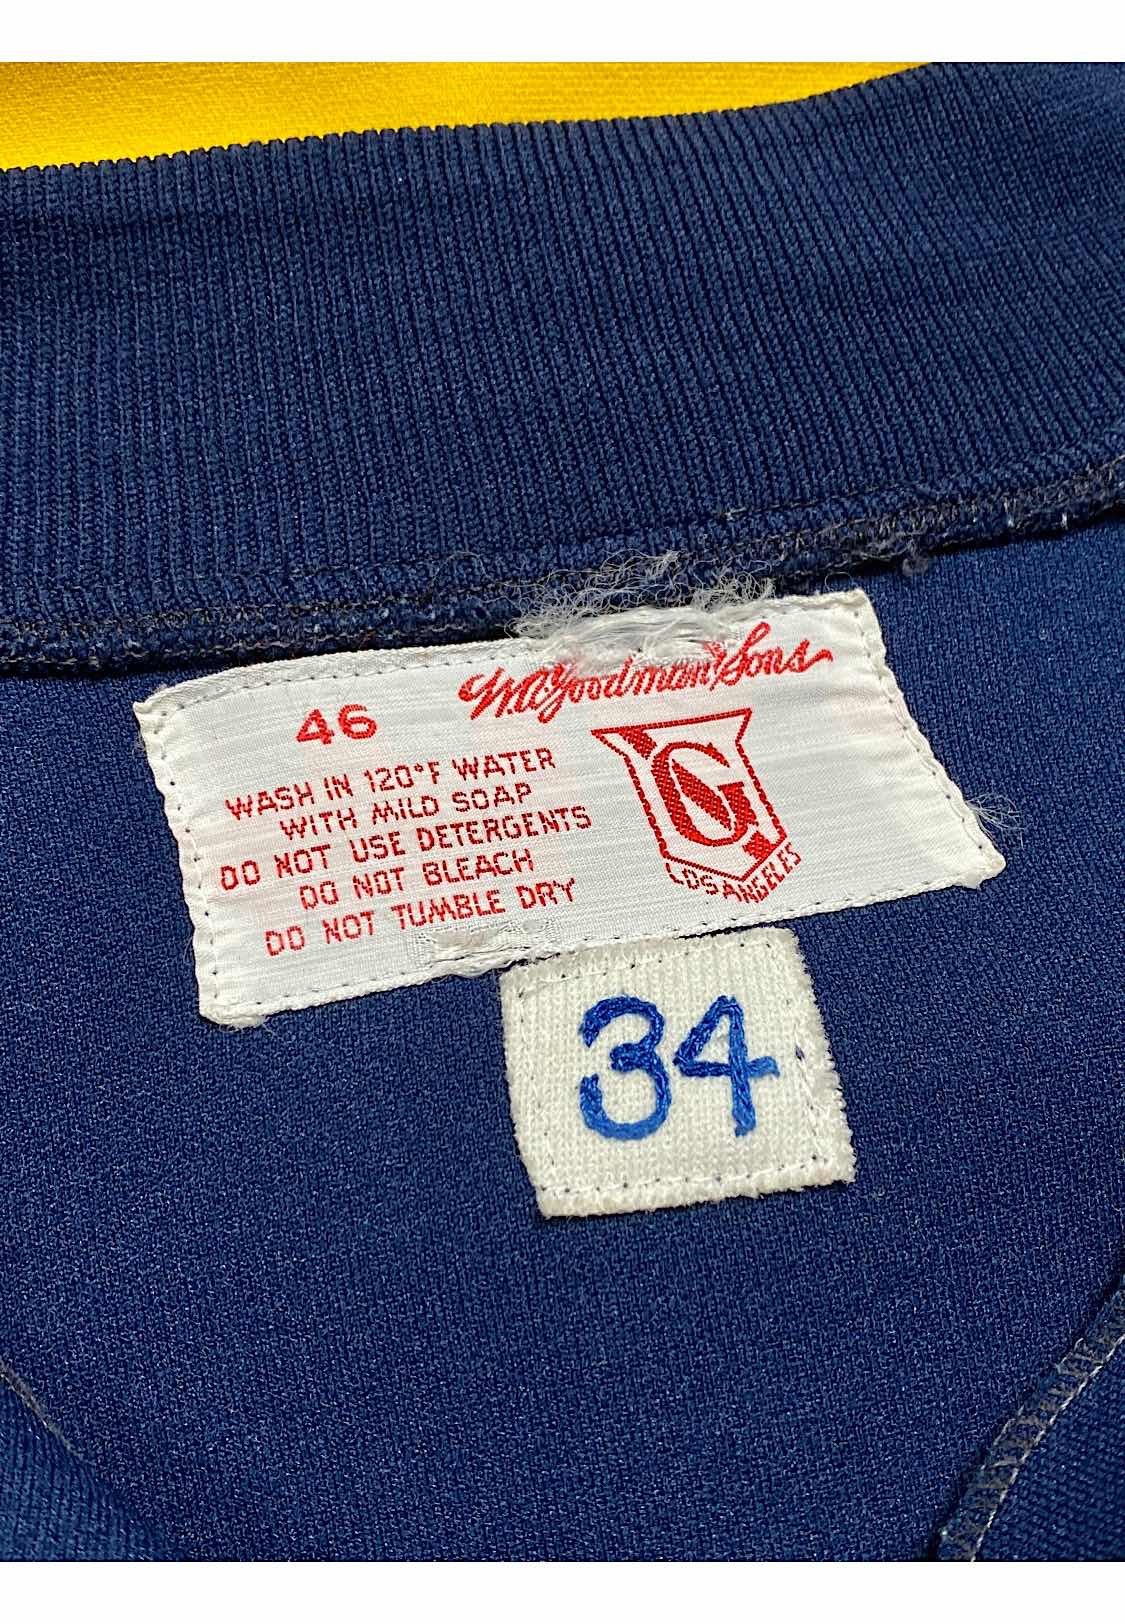 46
Wm. Goodman/Sons
WASH IN 120°F WATER
WITH MILD SOAP
DO NOT USE DETERGENTS
DO NOT BLEACH
DO NOT TUMBLE DRY
G
LOS ANGELES
34